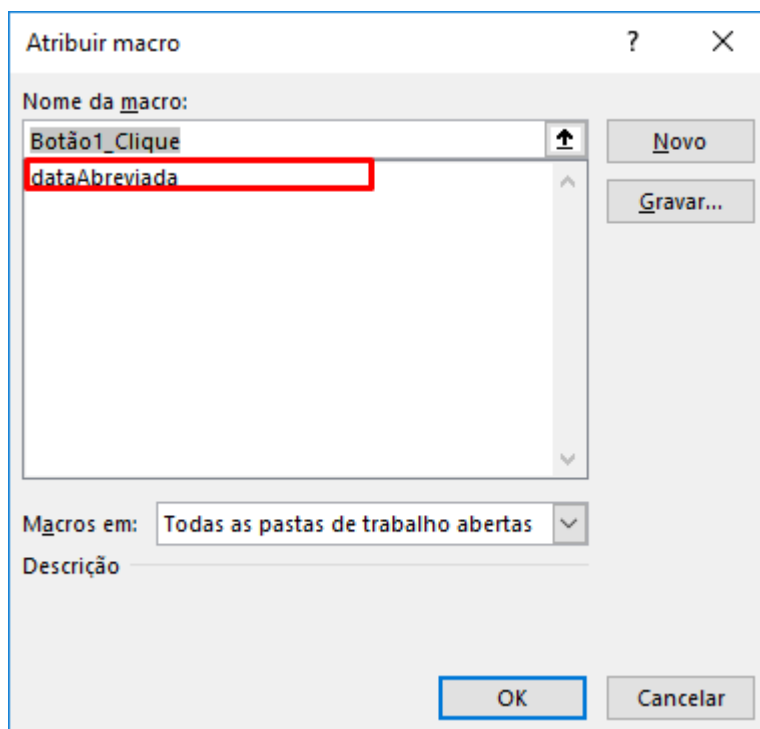 Atribuir macro ?
Nome da macro:
Botão1_Clique
Novo
dataAbreviada
Gravar...
Macros em: Todas as pastas de trabalho abertas
Descrição
OK Cancelar